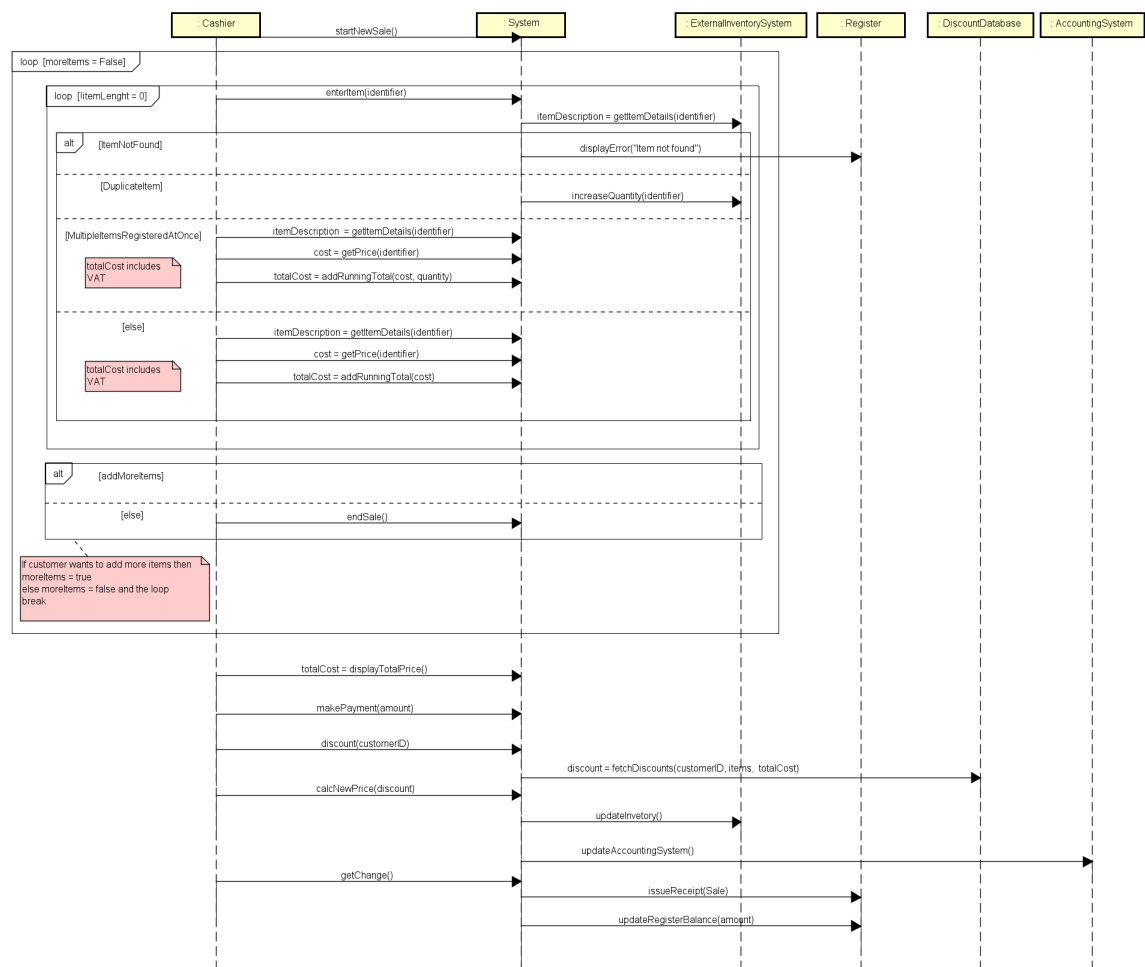 : Cashier
: System
: ExternalInventorySystem
: Register
: DiscountDatabase
: AccountingSystem
startNewSale()
loop [moreItems = False]
loop [!itemLenght = 0]
enterItem(identifier)
itemDescription = getItemDetails(identifier)
alt [ItemNotFound]
displayError("Item not found")
[DuplicateItem]
increaseQuantity(identifier)
[MultipleItemsRegisteredAtOnce]
itemDescription = getItemDetails(identifier)
cost = getPrice(identifier)
totalCost includes
VAT
totalCost = addRunningTotal(cost, quantity)
[else]
itemDescription = getItemDetails(identifier)
cost = getPrice(identifier)
totalCost includes
VAT
totalCost = addRunningTotal(cost)
alt [addMoreItems]
[else]
endSale()
If customer wants to add more items then
moreItems = true
else moreItems = false and the loop
break
totalCost = displayTotalPrice()
makePayment(amount)
discount(customerID)
discount = fetchDiscounts(customerID, items, totalCost)
calcNewPrice(discount)
updateInvetory()
updateAccountingSystem()
getChange()
issueReceipt(Sale)
updateRegisterBalance(amount)